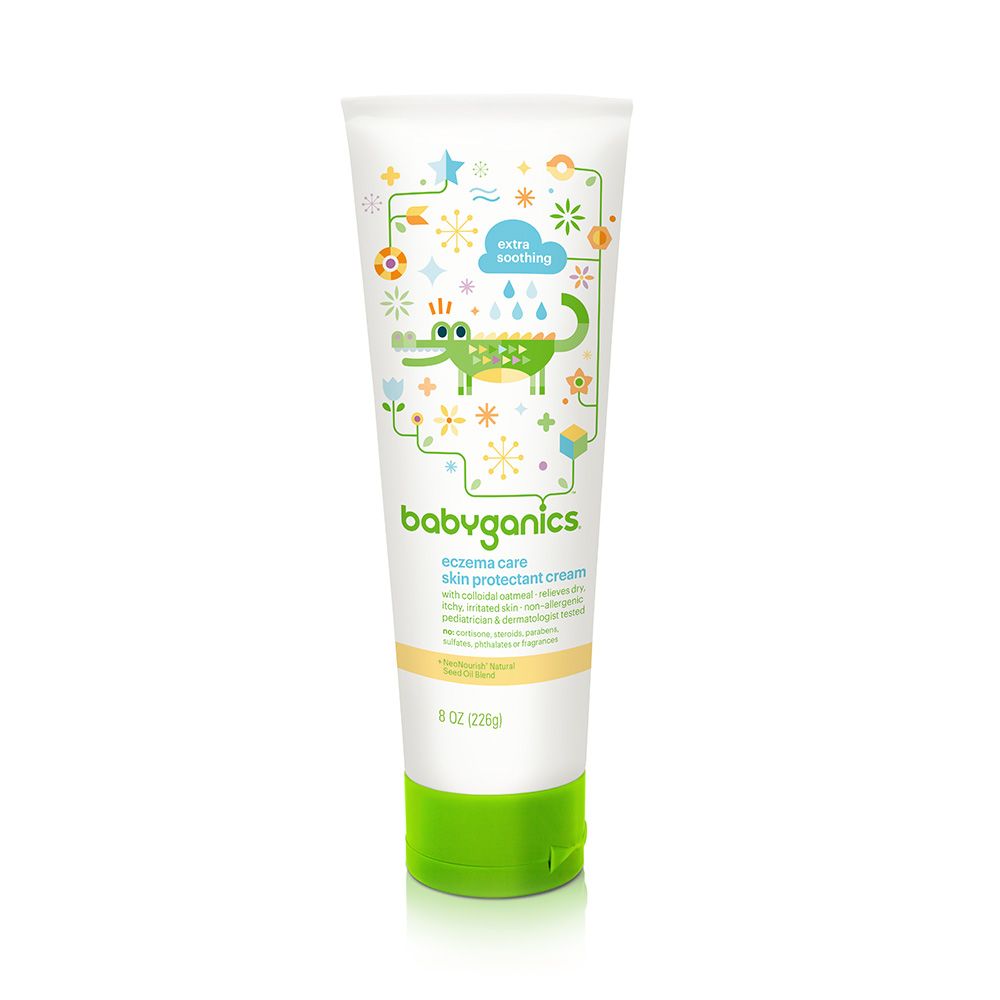 extra
soothing
babyganics®
™
eczema care
skin protectant cream
with colloidal oatmeal · relieves dry,
itchy, irritated skin · non-allergenic
pediatrician & dermatologist tested
no: cortisone, steroids, parabens,
sulfates, phthalates or fragrances
+ NeoNourish® Natural
Seed Oil Blend
8 OZ (226g)